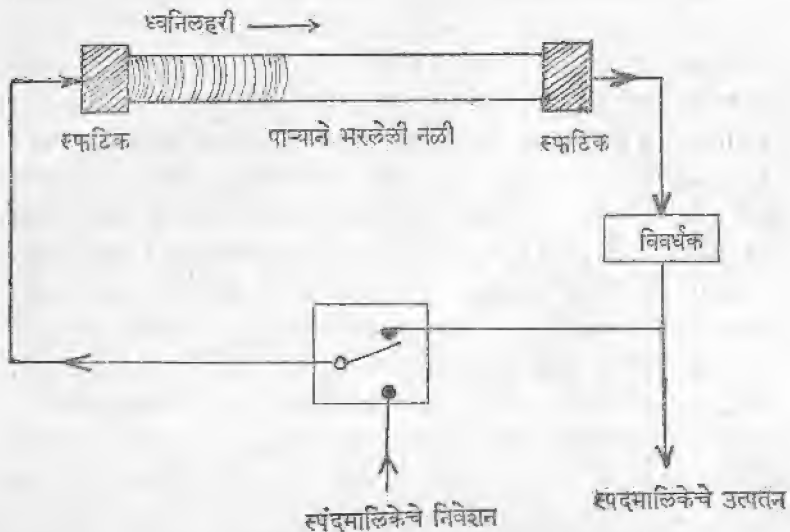 ध्वनिलहरी
स्फटिक
पाऱ्याने भरलेली नळी
स्फटिक
विवर्धक
स्पंदमालिकेचे निवेशन
स्पंदमालिकेचे उत्पतन